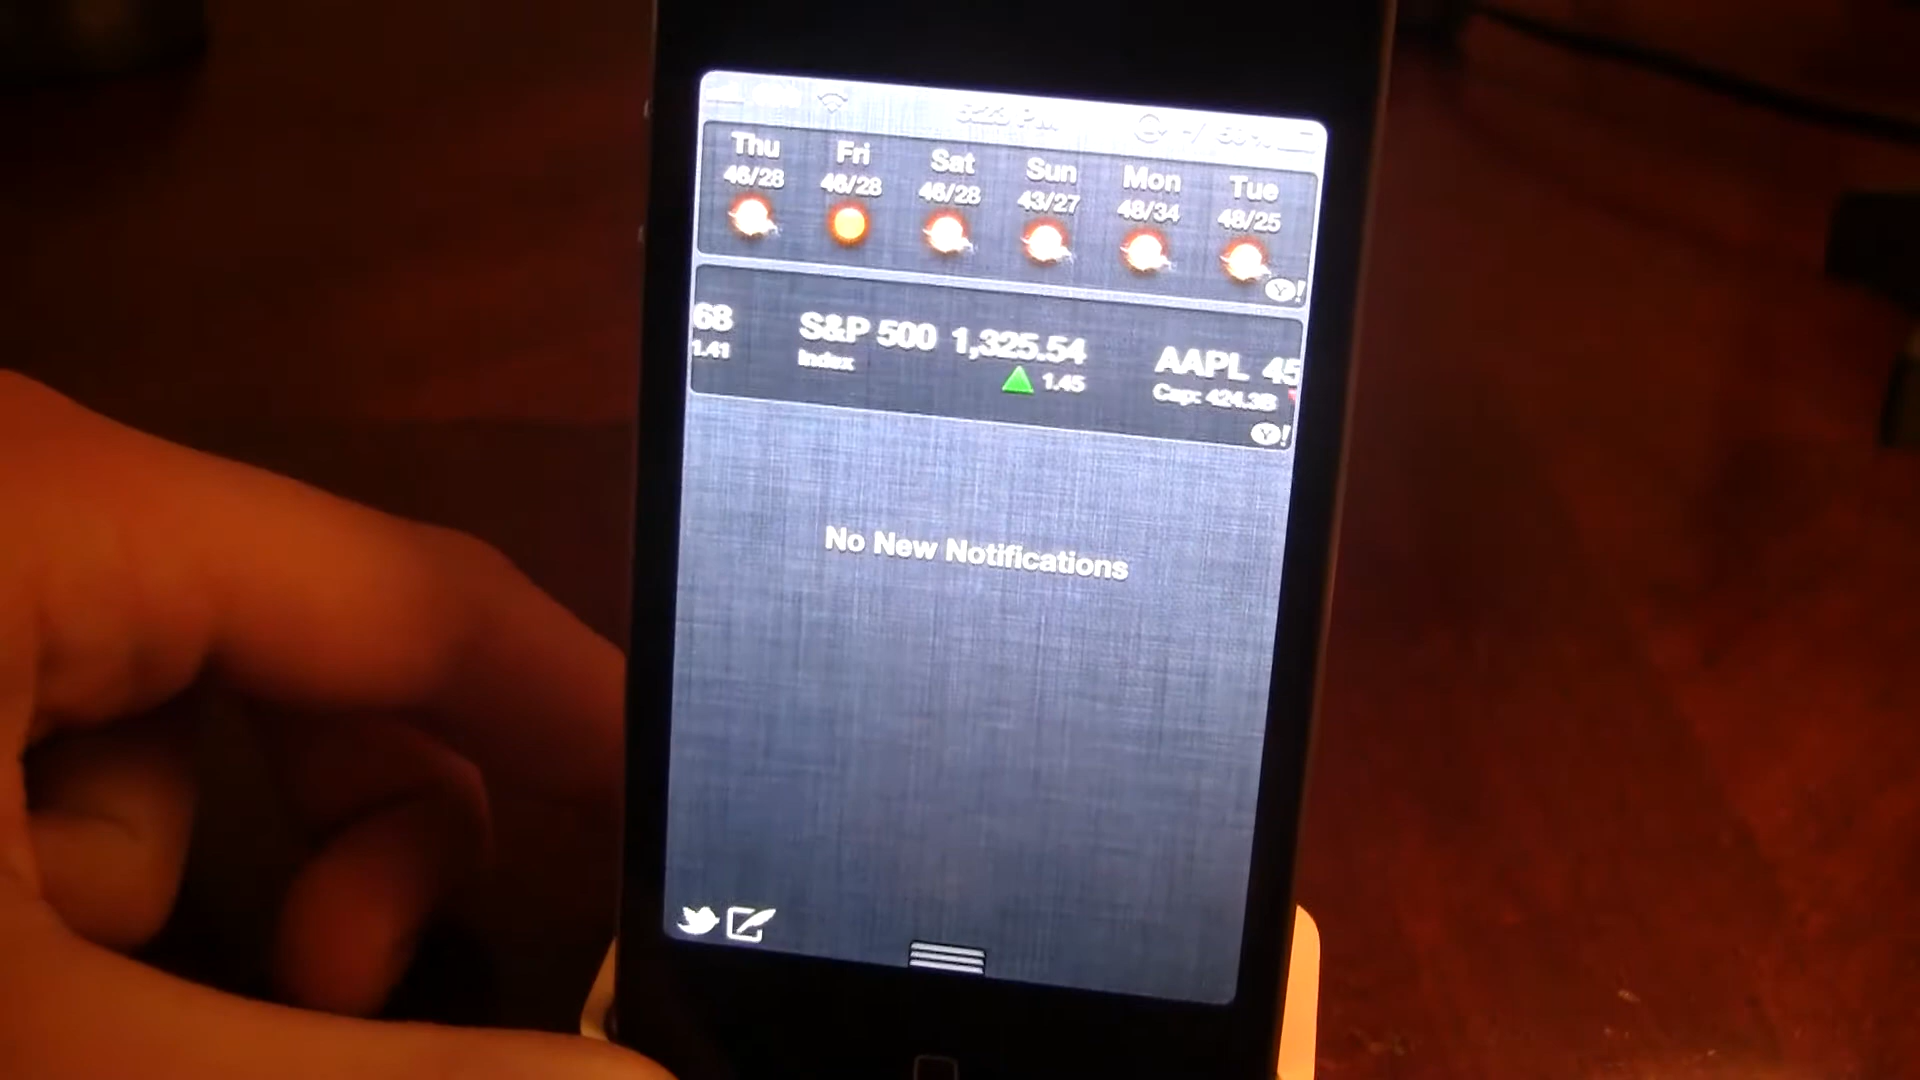 Thu Fri Sat Sun Mon Tue
46/28 46/28 46/28 43/27 48/34 48/25
Y!
68 S&P 500 1,325.54 AAPL 45
1.41 Index 1.45 Cap: 424.3B
Y!
No New Notifications